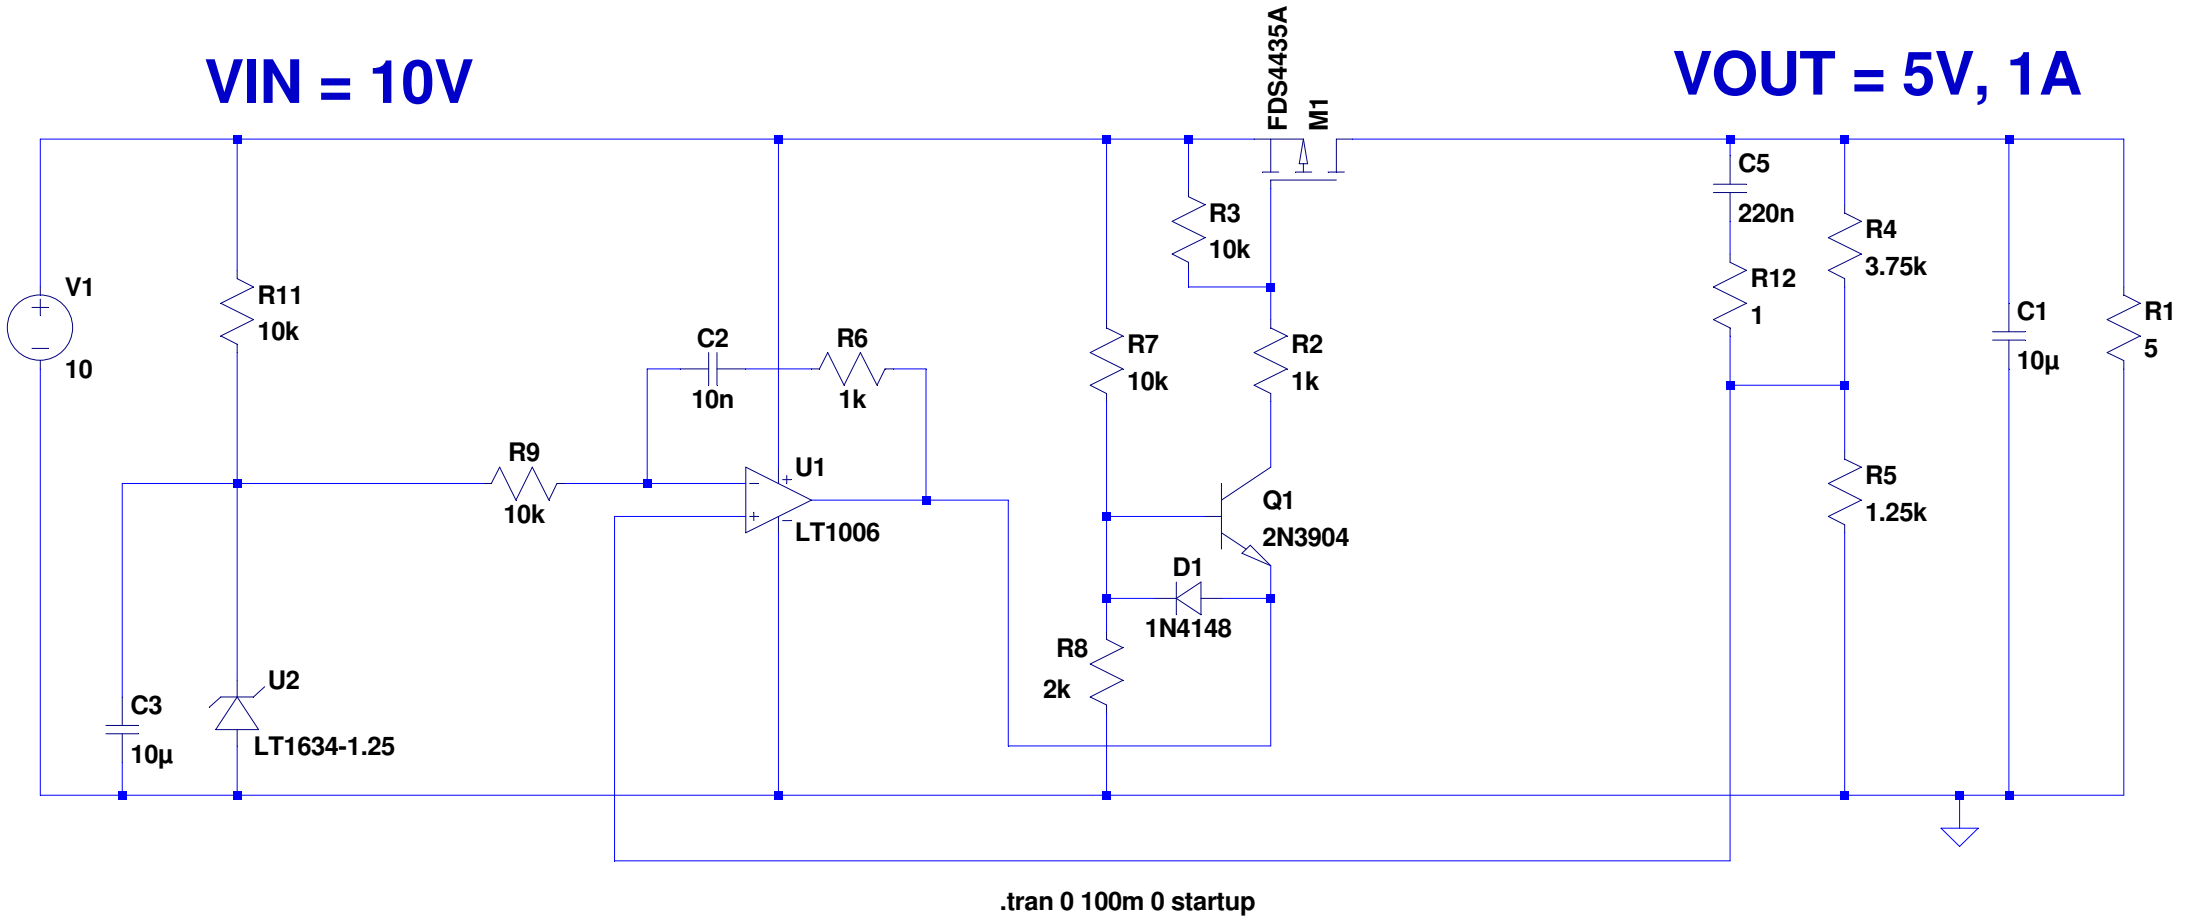 VIN = 10V
VOUT = 5V, 1A
FDS4435A
M1
V1
10
R11
10k
C3
10µ
U2
LT1634-1.25
R9
10k
C2
10n
R6
1k
U1
LT1006
R7
10k
R8
2k
R3
10k
R2
1k
Q1
2N3904
D1
1N4148
C5
220n
R12
1
R4
3.75k
R5
1.25k
C1
10µ
R1
5
.tran 0 100m 0 startup